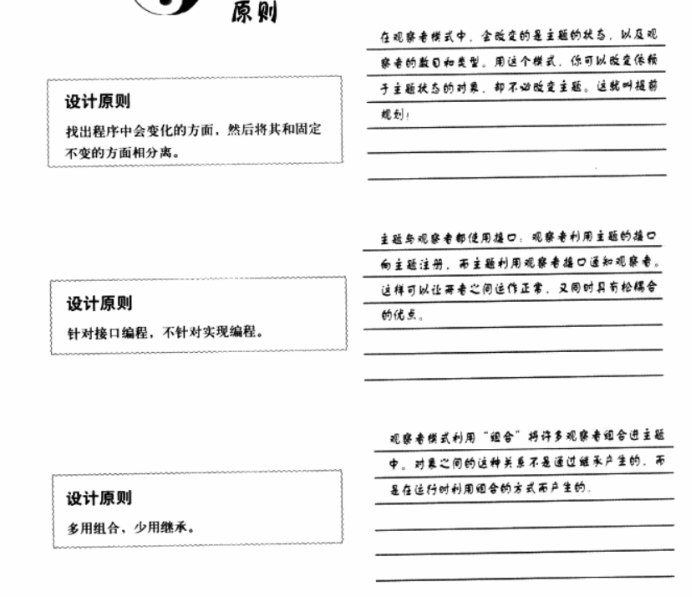 原则
设计原则
找出程序中会变化的方面，然后将其和固定
不变的方面相分离。
在观察者模式中，会改变的是主题的状态，以及观
察者的数目和类型。用这个模式，你可以改变依赖
于主题状态的对象，却不必改变主题。这就叫提前
规划！
设计原则
针对接口编程，不针对实现编程。
主题与观察者都使用接口：观察者利用主题的接口
向主题注册，而主题利用观察者接口通知观察者。
这样可以让两者之间运作正常，又同时具有松耦合
的优点。
设计原则
多用组合，少用继承。
观察者模式利用“组合”将许多观察者组合进主题
中。对象之间的这种关系不是通过继承产生的，而
是在运行时利用组合的方式而产生的。